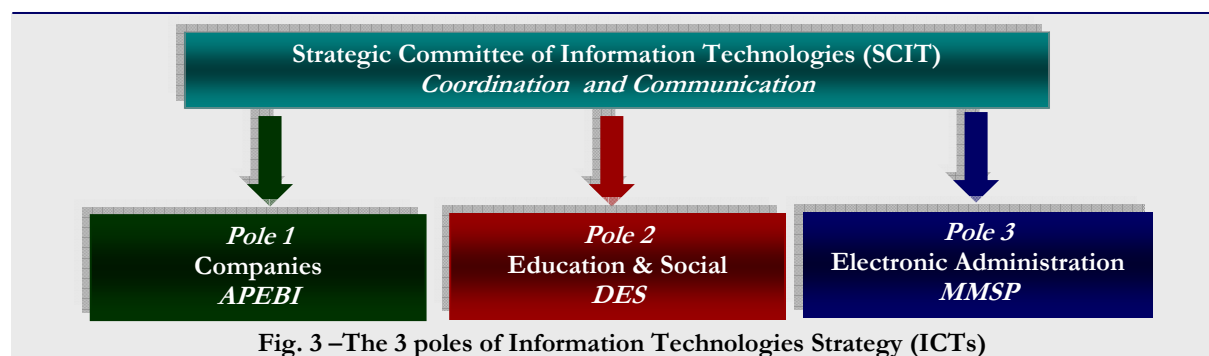 Strategic Committee of Information Technologies (SCIT)
Coordination and Communication
Pole 1
Companies
APEBI
Pole 2
Education & Social
DES
Pole 3
Electronic Administration
MMSP
Fig. 3 –The 3 poles of Information Technologies Strategy (ICTs)